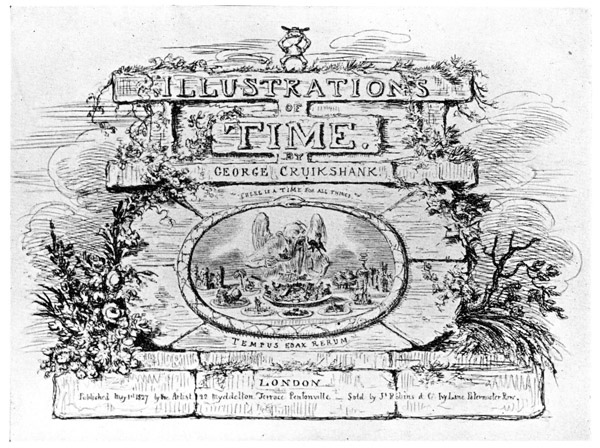 ILLUSTRATIONS
OF
TIME.
BY
GEORGE CRUIKSHANK
THERE IS A TIME FOR ALL THINGS
TEMPUS EDAX RERUM
LONDON
Published May 1st 1827 by the Artist 22 Myddelton Terrace Pentonville Sold by Js Robins & Co Ivy Lane Paternoster Row.